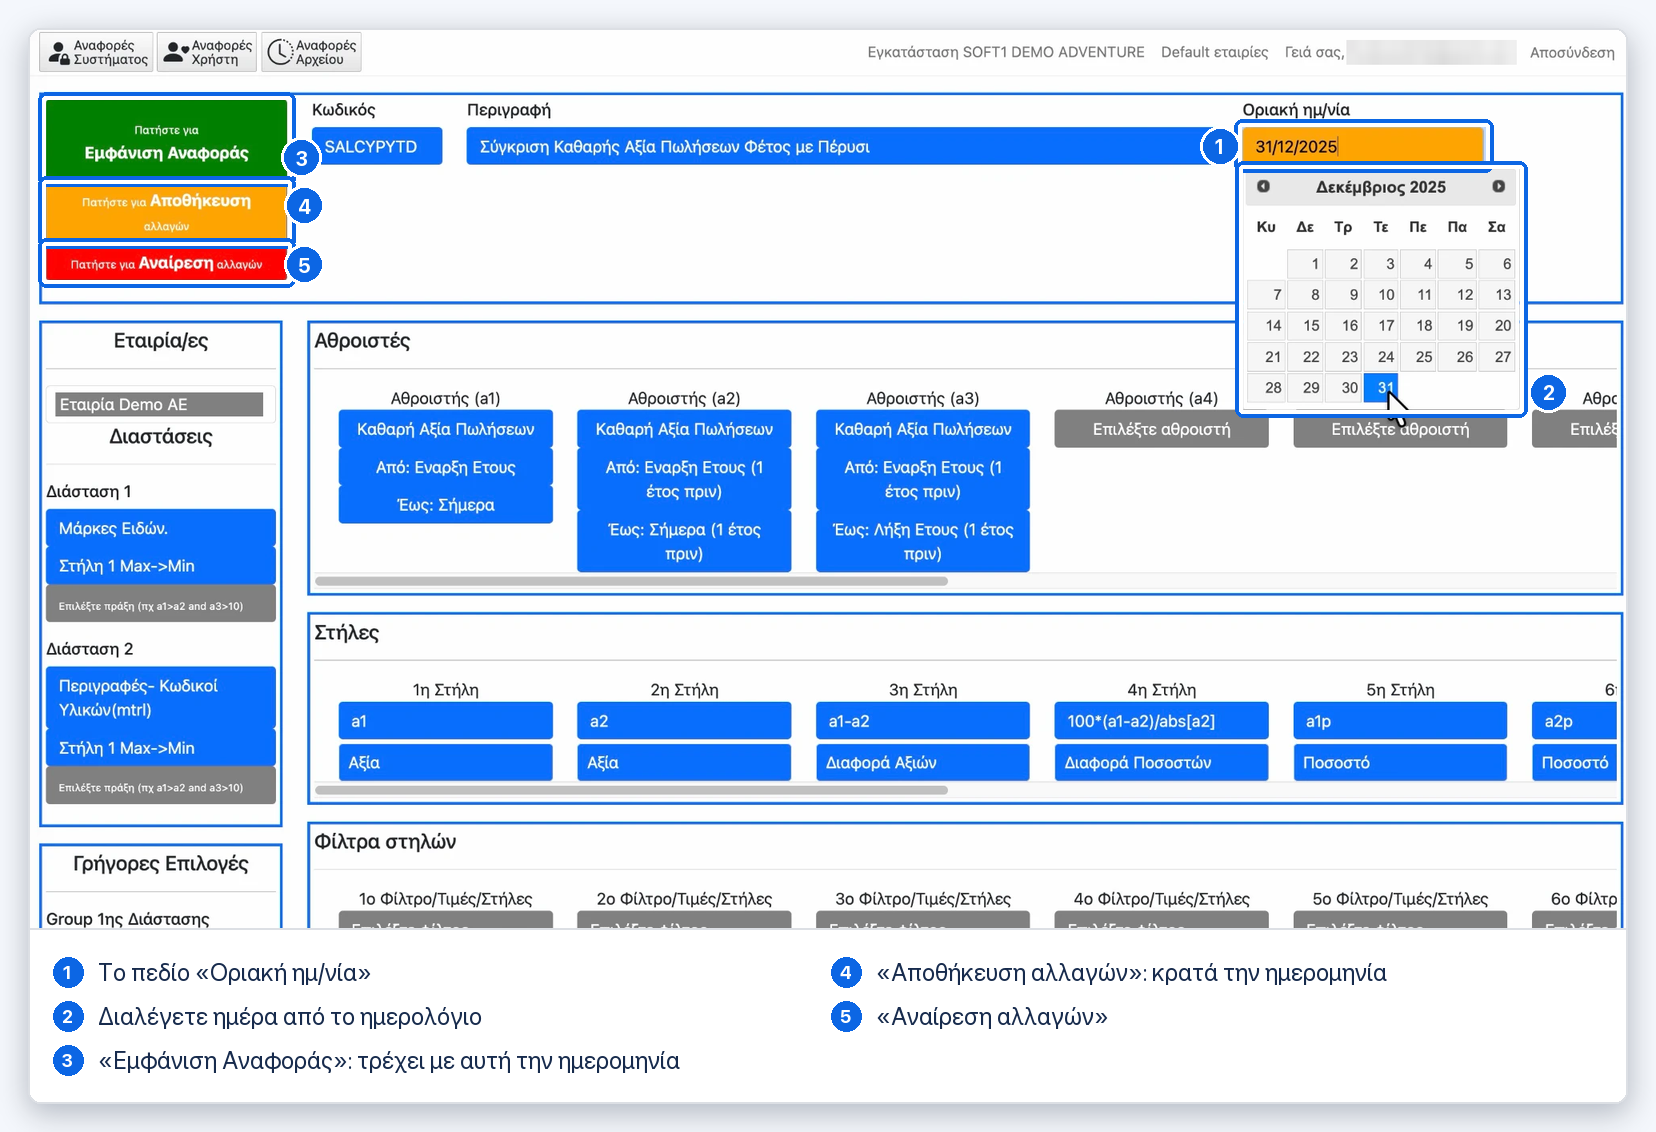 Αναφορές Συστήματος
Αναφορές Χρήστη
Αναφορές Αρχείου
Εγκατάσταση SOFT1 DEMO ADVENTURE
Default εταιρίες
Γειά σας,
Αποσύνδεση
Πατήστε για
Εμφάνιση Αναφοράς
3
Πατήστε για Αποθήκευση
αλλαγών
4
Πατήστε για Αναίρεση αλλαγών
5
Κωδικός
SALCYPYTD
Περιγραφή
Σύγκριση Καθαρής Αξία Πωλήσεων Φέτος με Πέρυσι
Οριακή ημ/νία
1
31/12/2025
Δεκέμβριος 2025
Κυ Δε Τρ Τε Πε Πα Σα
1 2 3 4 5 6
7 8 9 10 11 12 13
14 15 16 17 18 19 20
21 22 23 24 25 26 27
28 29 30 31
2
Εταιρία/ες
Εταιρία Demo AE
Διαστάσεις
Διάσταση 1
Μάρκες Ειδών.
Στήλη 1 Max->Min
Επιλέξτε πράξη (πχ a1>a2 and a3>10)
Διάσταση 2
Περιγραφές- Κωδικοί
Υλικών(mtrl)
Στήλη 1 Max->Min
Επιλέξτε πράξη (πχ a1>a2 and a3>10)
Γρήγορες Επιλογές
Group 1ης Διάστασης
Αθροιστές
Αθροιστής (a1)
Καθαρή Αξία Πωλήσεων
Από: Εναρξη Ετους
Έως: Σήμερα
Αθροιστής (a2)
Καθαρή Αξία Πωλήσεων
Από: Εναρξη Ετους (1
έτος πριν)
Έως: Σήμερα (1 έτος
πριν)
Αθροιστής (a3)
Καθαρή Αξία Πωλήσεων
Από: Εναρξη Ετους (1
έτος πριν)
Έως: Λήξη Ετους (1 έτος
πριν)
Αθροιστής (a4)
Επιλέξτε αθροιστή
Επιλέξτε αθροιστή
Αθρο
Επιλέξ
Στήλες
1η Στήλη 2η Στήλη 3η Στήλη 4η Στήλη 5η Στήλη
a1 a2 a1-a2 100*(a1-a2)/abs[a2] a1p a2p
Αξία Αξία Διαφορά Αξιών Διαφορά Ποσοστών Ποσοστό Ποσοστό
Φίλτρα στηλών
1ο Φίλτρο/Τιμές/Στήλες 2ο Φίλτρο/Τιμές/Στήλες 3ο Φίλτρο/Τιμές/Στήλες 4ο Φίλτρο/Τιμές/Στήλες 5ο Φίλτρο/Τιμές/Στήλες 6ο Φίλτρ
1 Το πεδίο «Οριακή ημ/νία»
2 Διαλέγετε ημέρα από το ημερολόγιο
3 «Εμφάνιση Αναφοράς»: τρέχει με αυτή την ημερομηνία
4 «Αποθήκευση αλλαγών»: κρατά την ημερομηνία
5 «Αναίρεση αλλαγών»